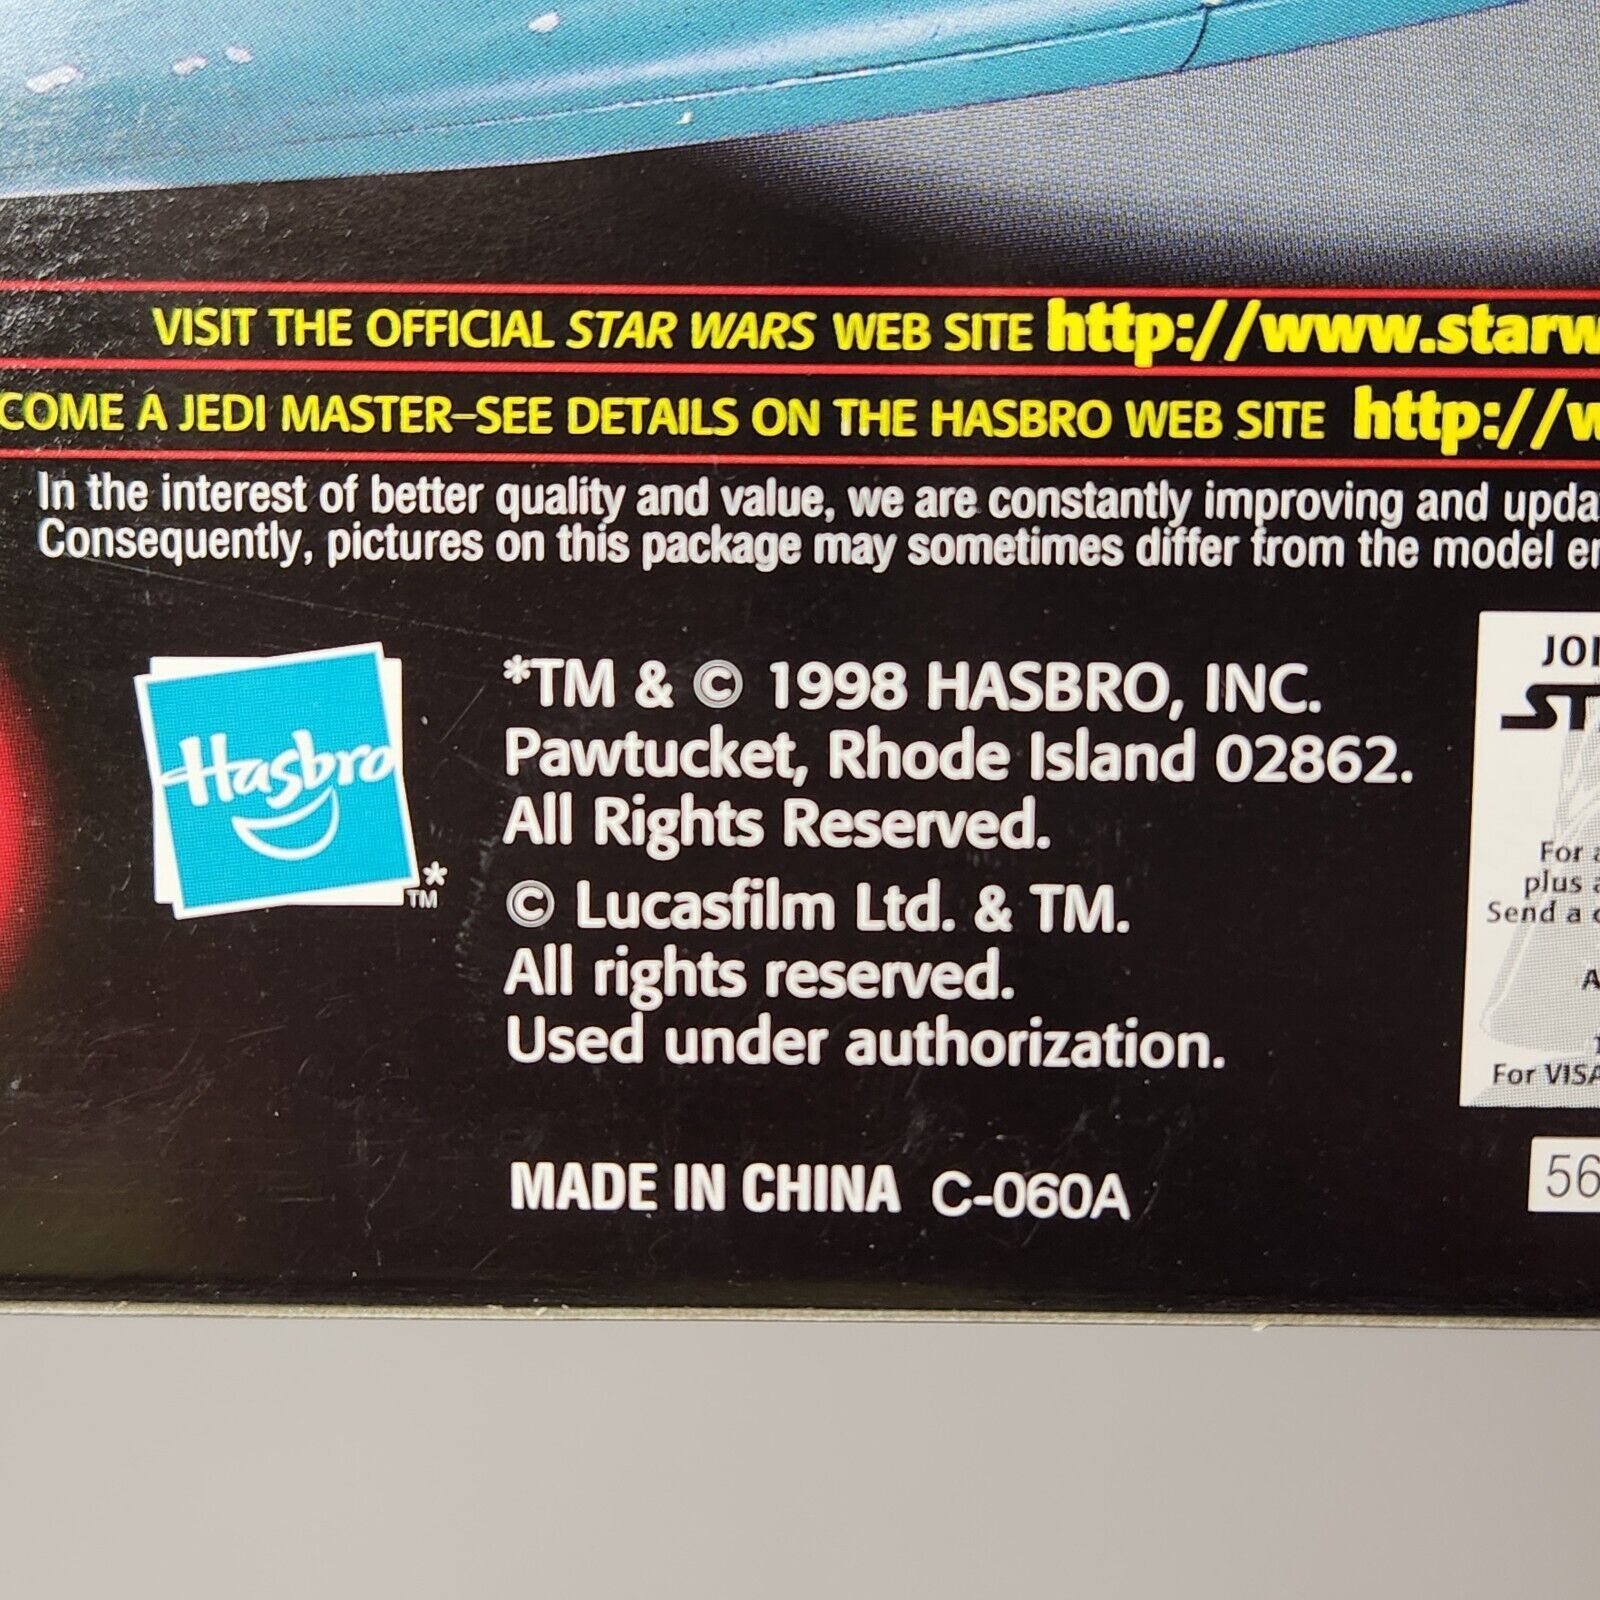 VISIT THE OFFICIAL STAR WARS WEB SITE http://www.starw
COME A JEDI MASTER–SEE DETAILS ON THE HASBRO WEB SITE http://w
In the interest of better quality and value, we are constantly improving and upda
Consequently, pictures on this package may sometimes differ from the model en
Hasbro
TM*
*TM & © 1998 HASBRO, INC.
Pawtucket, Rhode Island 02862.
All Rights Reserved.
© Lucasfilm Ltd. & TM.
All rights reserved.
Used under authorization.
MADE IN CHINA C-060A
JOI
ST
For a
plus a
Send a c
A
For VISA
56